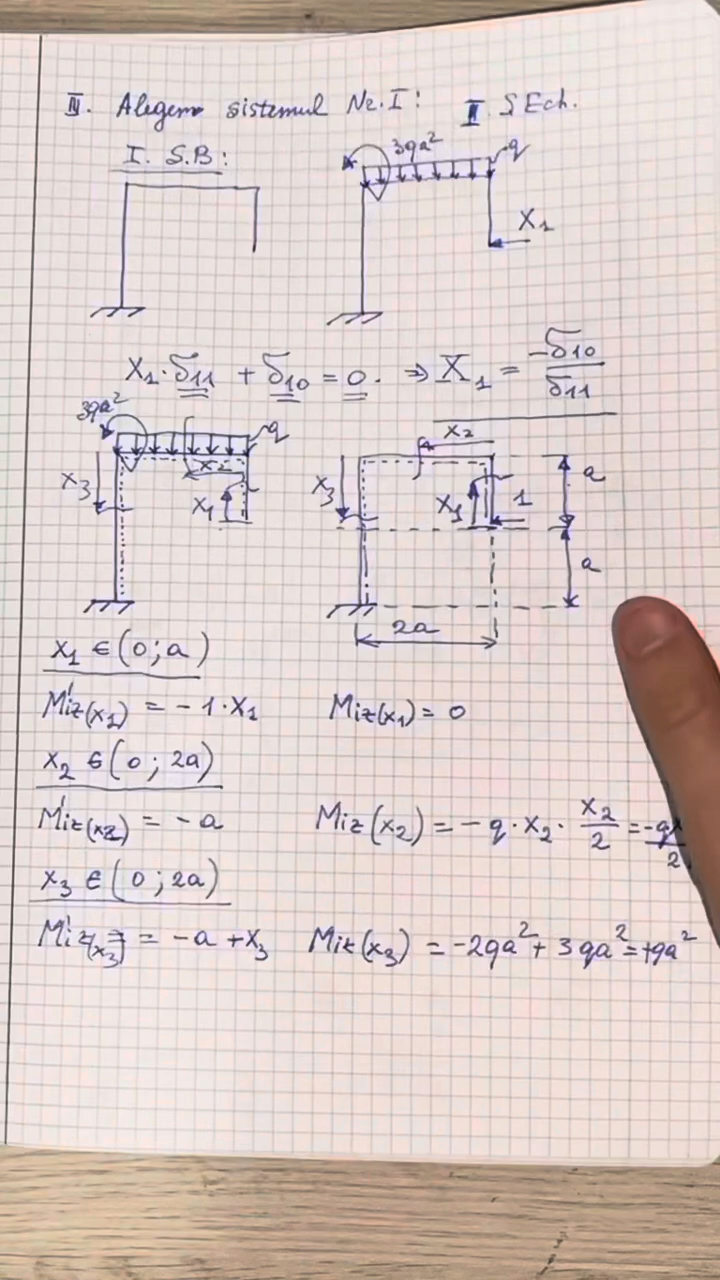 IV. Alegem sistemul Nr. I: II. S Ech.
I. S.B:
3qa² q
X₁
X₁·δ₁₁ + δ₁₀ = 0. ⇒ X₁ = -δ₁₀/δ₁₁
3qa² q x₂
x₃ x₂ x₁ x₃ x₁ 1 a
a
2a
x₁ ∈ (0; a)
M'iz(x₁) = - 1·x₁ Miz(x₁) = 0
x₂ ∈ (0; 2a)
M'iz(x₂) = - a Miz(x₂) = - q·x₂·x₂/2 =
x₃ ∈ (0; 2a)
M'iz(x₃) = - a + x₃ Miz(x₃) = -2qa² + 3qa² = +qa²